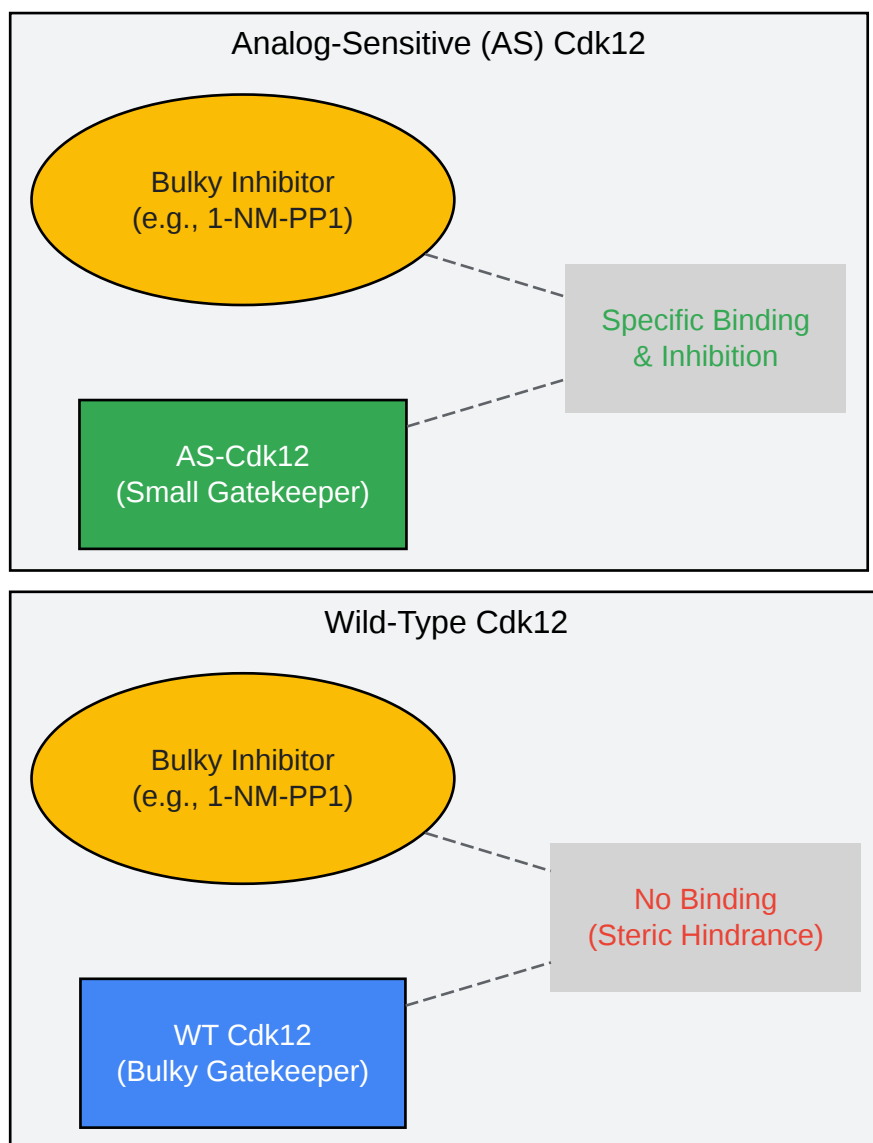 Analog-Sensitive (AS) Cdk12
Bulky Inhibitor
(e.g., 1-NM-PP1)
Specific Binding
& Inhibition
AS-Cdk12
(Small Gatekeeper)
Wild-Type Cdk12
Bulky Inhibitor
(e.g., 1-NM-PP1)
No Binding
(Steric Hindrance)
WT Cdk12
(Bulky Gatekeeper)